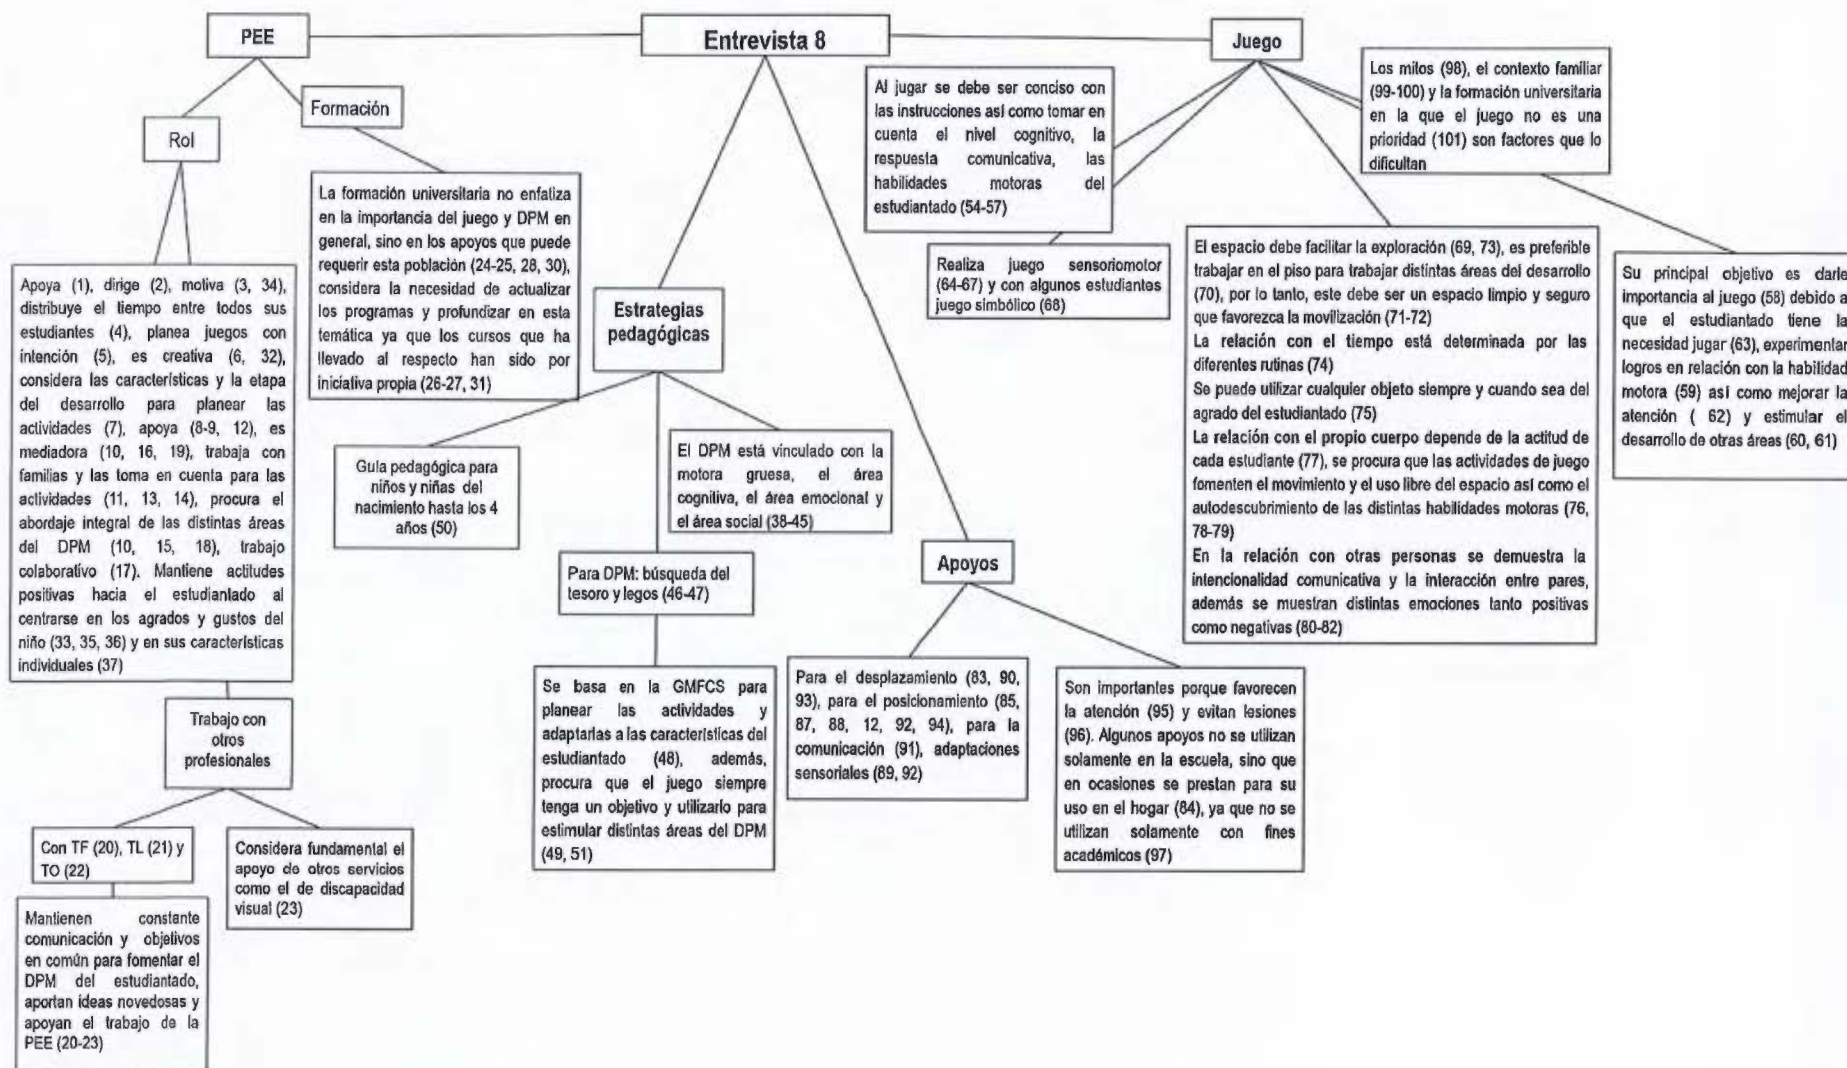 Entrevista 8
PEE
Rol
Apoya (1), dirige (2), motiva (3, 34),
distribuye el tiempo entre todos sus
estudiantes (4), planea juegos con
intención (5), es creativa (6, 32),
considera las características y la etapa
del desarrollo para planear las
actividades (7), apoya (8-9, 12), es
mediadora (10, 16, 19), trabaja con
familias y las toma en cuenta para las
actividades (11, 13, 14), procura el
abordaje integral de las distintas áreas
del DPM (10, 15, 18), trabajo
colaborativo (17). Mantiene actitudes
positivas hacia el estudiantado al
centrarse en los agrados y gustos del
niño (33, 35, 36) y en sus características
individuales (37)
Trabajo con
otros
profesionales
Con TF (20), TL (21) y
TO (22)
Mantienen constante
comunicación y objetivos
en común para fomentar el
DPM del estudiantado,
aportan ideas novedosas y
apoyan el trabajo de la
PEE (20-23)
Considera fundamental el
apoyo de otros servicios
como el de discapacidad
visual (23)
Formación
La formación universitaria no enfatiza
en la importancia del juego y DPM en
general, sino en los apoyos que puede
requerir esta población (24-25, 28, 30),
considera la necesidad de actualizar
los programas y profundizar en esta
temática ya que los cursos que ha
llevado al respecto han sido por
iniciativa propia (26-27, 31)
Estrategias
pedagógicas
Guía pedagógica para
niños y niñas del
nacimiento hasta los 4
años (50)
El DPM está vinculado con la
motora gruesa, el área
cognitiva, el área emocional y
el área social (38-45)
Para DPM: búsqueda del
tesoro y legos (46-47)
Se basa en la GMFCS para
planear las actividades y
adaptarlas a las características del
estudiantado (48), además,
procura que el juego siempre
tenga un objetivo y utilizarlo para
estimular distintas áreas del DPM
(49, 51)
Apoyos
Para el desplazamiento (83, 90,
93), para el posicionamiento (85,
87, 88, 12, 92, 94), para la
comunicación (91), adaptaciones
sensoriales (89, 92)
Son importantes porque favorecen
la atención (95) y evitan lesiones
(96). Algunos apoyos no se utilizan
solamente en la escuela, sino que
en ocasiones se prestan para su
uso en el hogar (84), ya que no se
utilizan solamente con fines
académicos (97)
Juego
Al jugar se debe ser conciso con
las instrucciones así como tomar en
cuenta el nivel cognitivo, la
respuesta comunicativa, las
habilidades motoras del
estudiantado (54-57)
Realiza juego sensoriomotor
(64-67) y con algunos estudiantes
juego simbólico (68)
El espacio debe facilitar la exploración (69, 73), es preferible
trabajar en el piso para trabajar distintas áreas del desarrollo
(70), por lo tanto, este debe ser un espacio limpio y seguro
que favorezca la movilización (71-72)
La relación con el tiempo está determinada por las
diferentes rutinas (74)
Se puede utilizar cualquier objeto siempre y cuando sea del
agrado del estudiantado (75)
La relación con el propio cuerpo depende de la actitud de
cada estudiante (77), se procura que las actividades de juego
fomenten el movimiento y el uso libre del espacio así como el
autodescubrimiento de las distintas habilidades motoras (76,
78-79)
En la relación con otras personas se demuestra la
intencionalidad comunicativa y la interacción entre pares,
además se muestran distintas emociones tanto positivas
como negativas (80-82)
Los mitos (98), el contexto familiar
(99-100) y la formación universitaria
en la que el juego no es una
prioridad (101) son factores que lo
dificultan
Su principal objetivo es darle
importancia al juego (58) debido a
que el estudiantado tiene la
necesidad jugar (63), experimentar
logros en relación con la habilidad
motora (59) así como mejorar la
atención ( 62) y estimular el
desarrollo de otras áreas (60, 61)